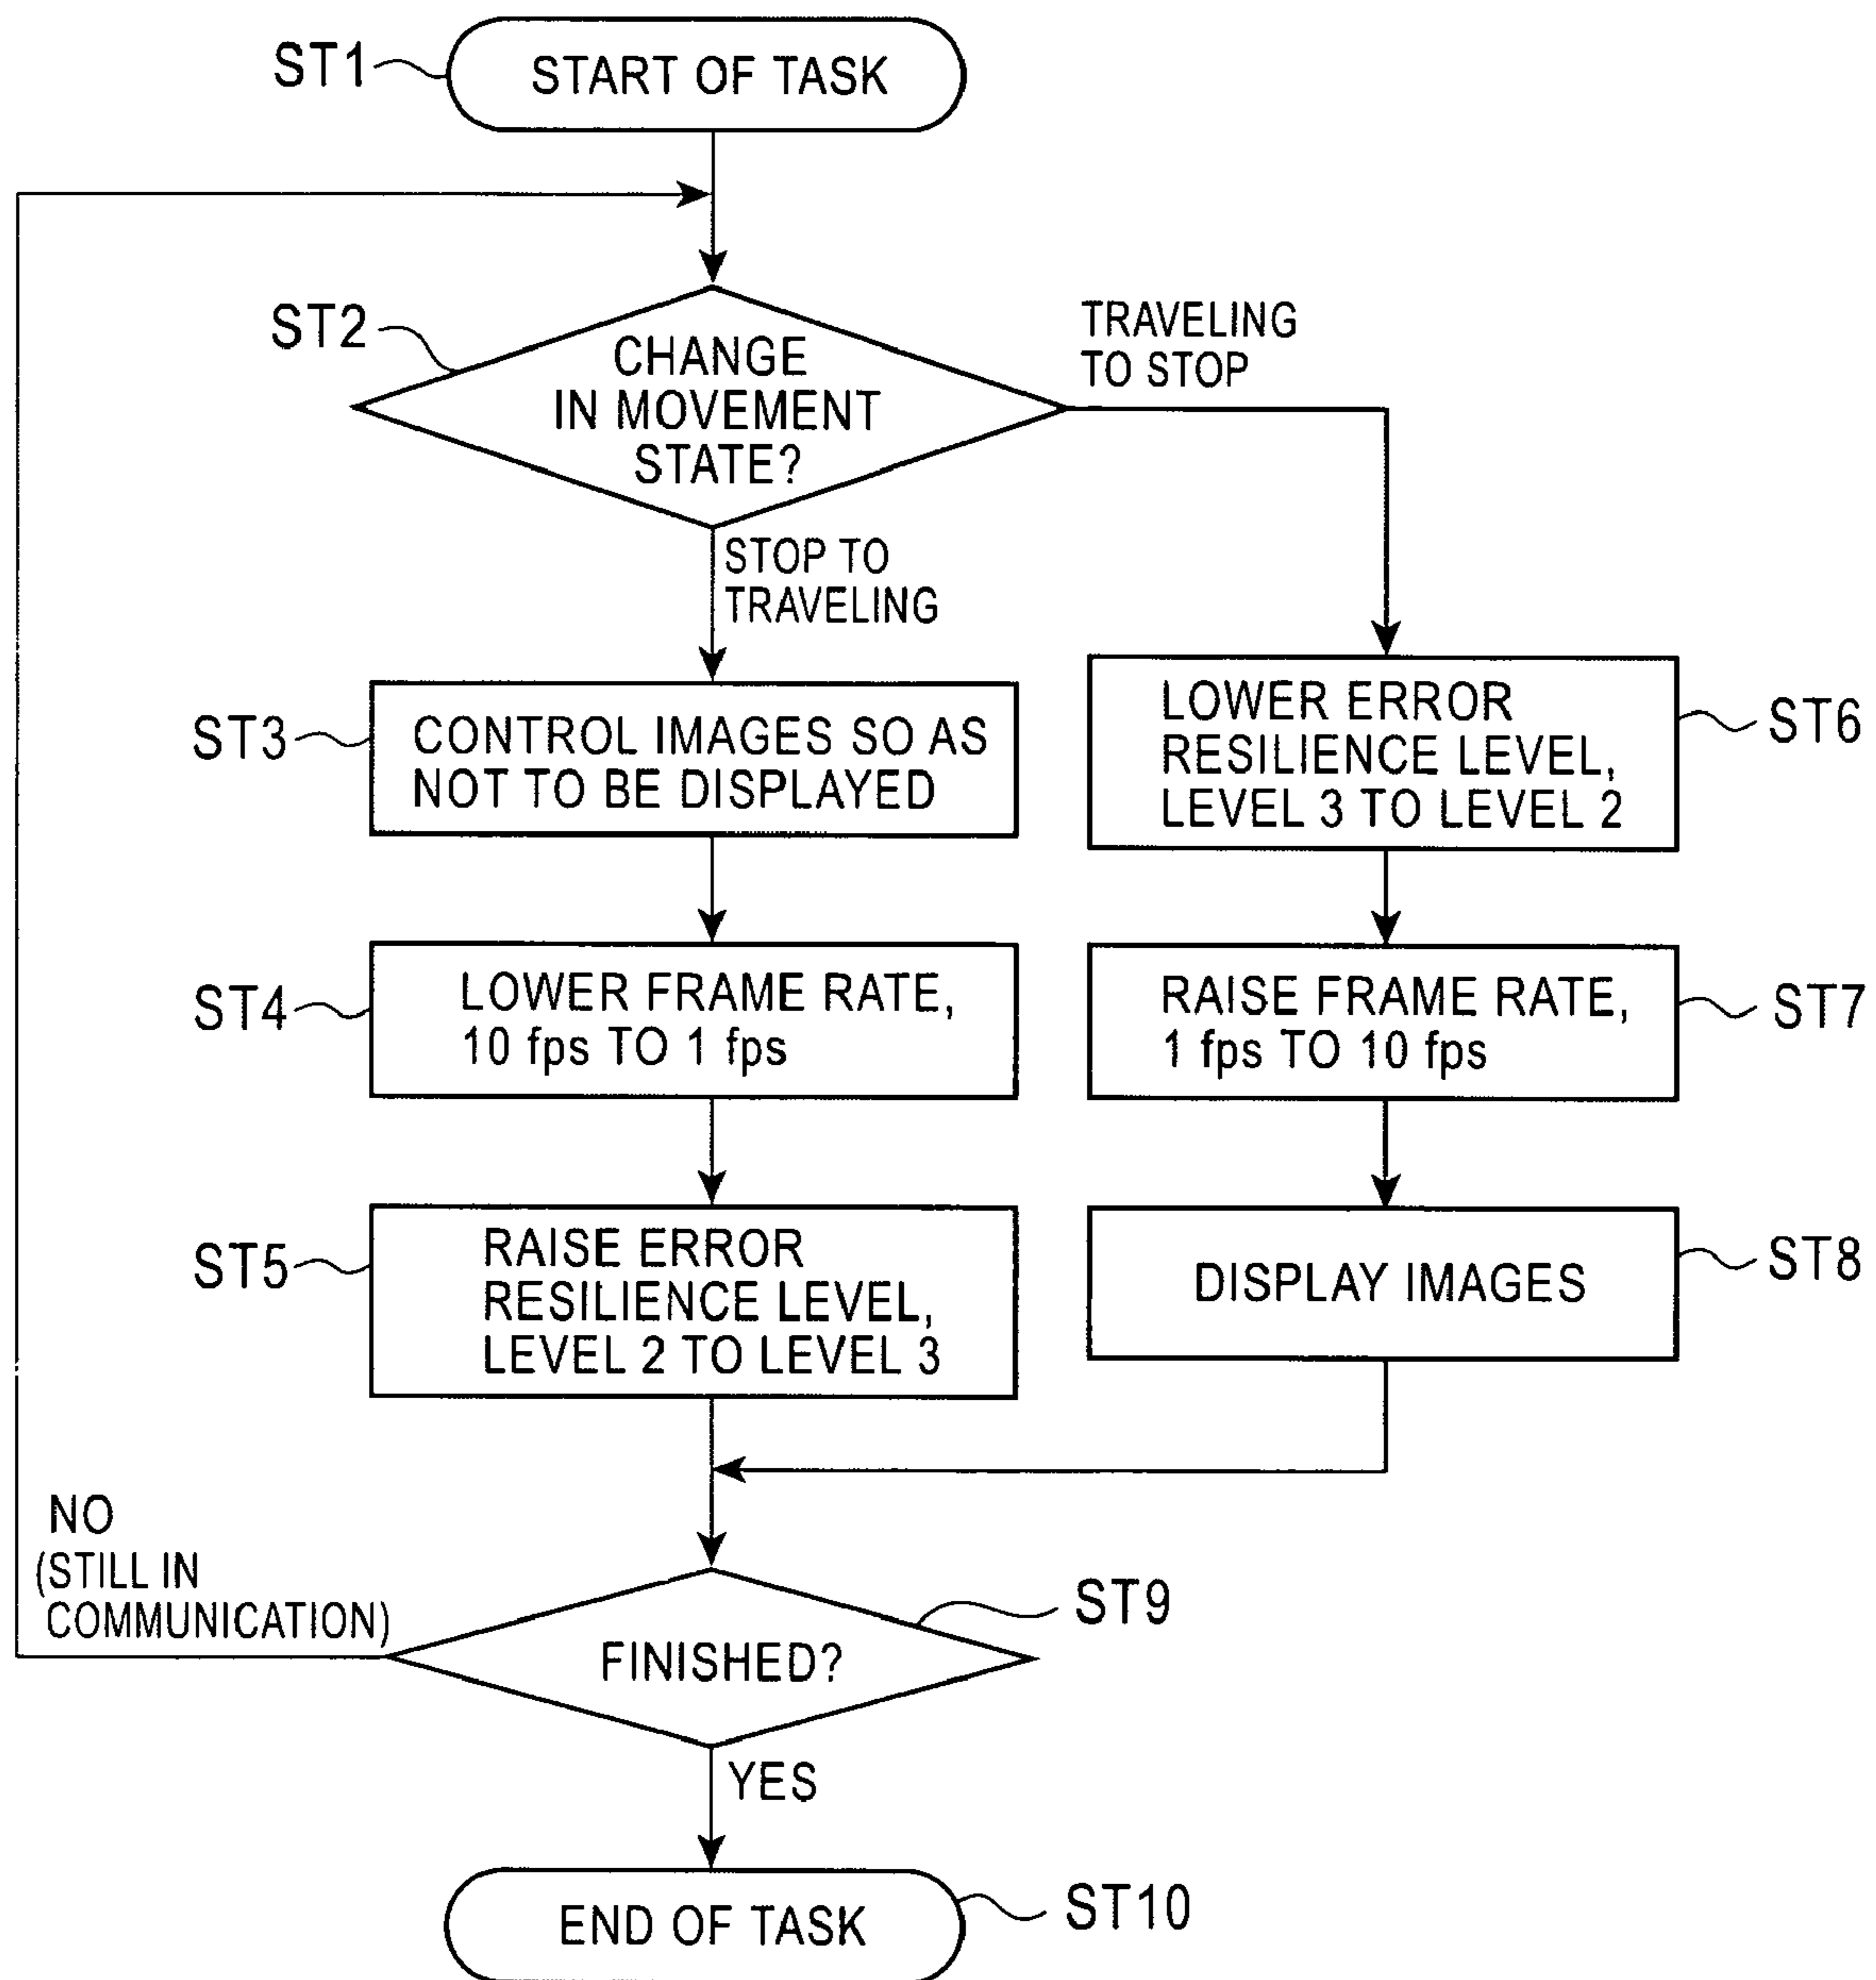 ST1
START OF TASK
ST2
CHANGE
IN MOVEMENT
STATE?
TRAVELING
TO STOP
STOP TO
TRAVELING
ST3
CONTROL IMAGES SO AS
NOT TO BE DISPLAYED
LOWER ERROR
RESILIENCE LEVEL,
LEVEL 3 TO LEVEL 2
ST6
ST4
LOWER FRAME RATE,
10 fps TO 1 fps
RAISE FRAME RATE,
1 fps TO 10 fps
ST7
ST5
RAISE ERROR
RESILIENCE LEVEL,
LEVEL 2 TO LEVEL 3
DISPLAY IMAGES
ST8
NO
(STILL IN
COMMUNICATION)
FINISHED?
ST9
YES
END OF TASK
ST10